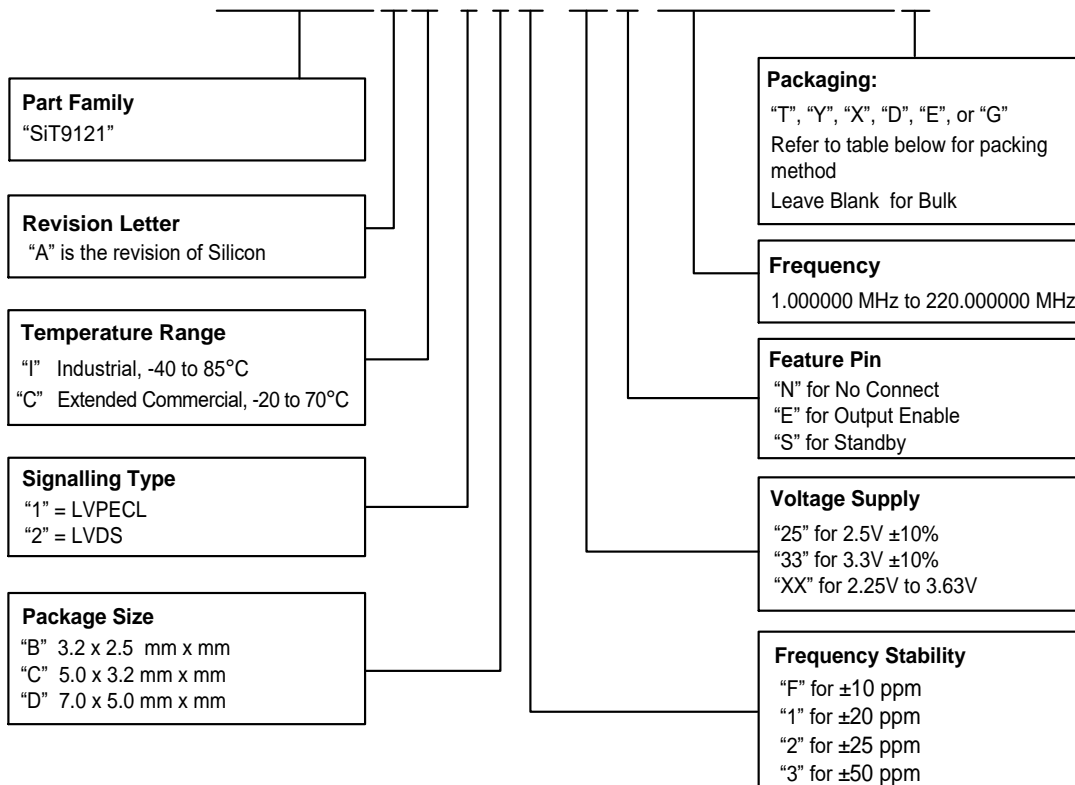 Part Family
“SiT9121”
Revision Letter
“A” is the revision of Silicon
Temperature Range
“I” Industrial, -40 to 85°C
“C” Extended Commercial, -20 to 70°C
Signalling Type
“1” = LVPECL
“2” = LVDS
Package Size
“B” 3.2 x 2.5 mm x mm
“C” 5.0 x 3.2 mm x mm
“D” 7.0 x 5.0 mm x mm
Packaging:
“T”, “Y”, “X”, “D”, “E”, or “G”
Refer to table below for packing
method
Leave Blank for Bulk
Frequency
1.000000 MHz to 220.000000 MHz
Feature Pin
“N” for No Connect
“E” for Output Enable
“S” for Standby
Voltage Supply
“25” for 2.5V ±10%
“33” for 3.3V ±10%
“XX” for 2.25V to 3.63V
Frequency Stability
“F” for ±10 ppm
“1” for ±20 ppm
“2” for ±25 ppm
“3” for ±50 ppm